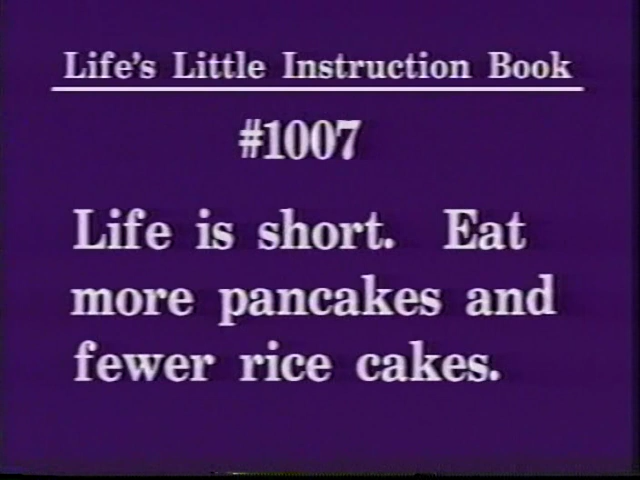 Life's Little Instruction Book
#1007
Life is short. Eat
more pancakes and
fewer rice cakes.